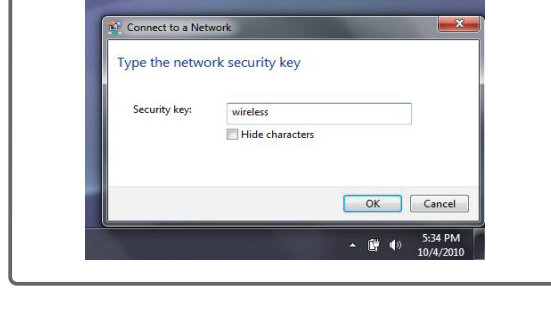 Connect to a Network
Type the network security key
Security key: wireless
Hide characters
OK Cancel
5:34 PM
10/4/2010